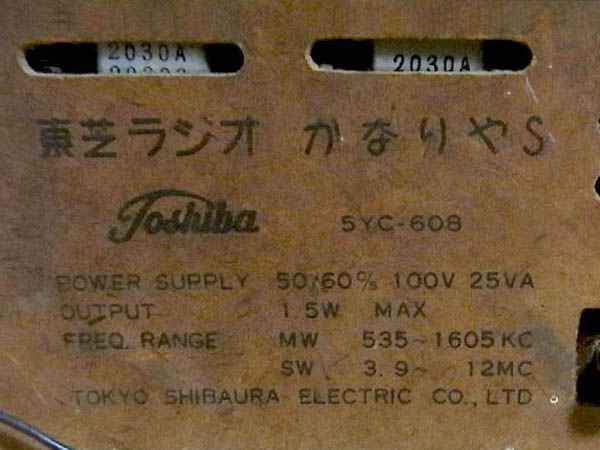 2030A
2030A
東芝ラジオ かなりやS
Toshiba 5YC-608
POWER SUPPLY 50/60% 100V 25VA
OUTPUT 1.5W MAX
FREQ. RANGE MW 535~1605KC
SW 3.9~ 12MC
TOKYO SHIBAURA ELECTRIC CO., LTD